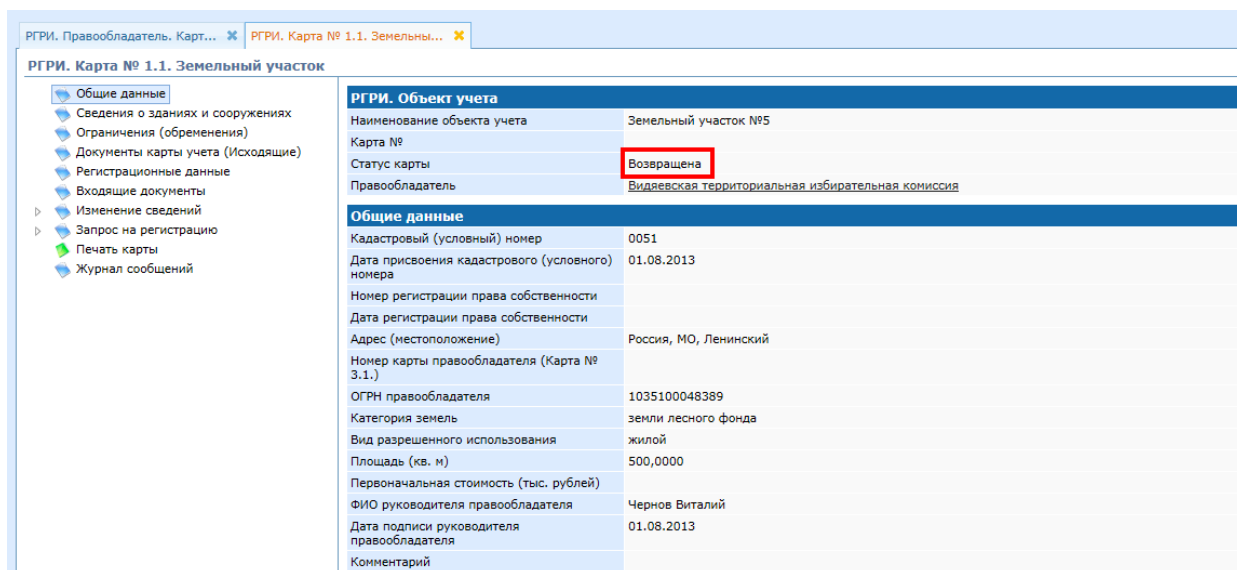 РГРИ. Правообладатель. Карт...
РГРИ. Карта № 1.1. Земельны...
РГРИ. Карта № 1.1. Земельный участок
Общие данные
Сведения о зданиях и сооружениях
Ограничения (обременения)
Документы карты учета (Исходящие)
Регистрационные данные
Входящие документы
Изменение сведений
Запрос на регистрацию
Печать карты
Журнал сообщений
РГРИ. Объект учета
Наименование объекта учета Земельный участок №5
Карта №
Статус карты Возвращена
Правообладатель Видяевская территориальная избирательная комиссия
Общие данные
Кадастровый (условный) номер 0051
Дата присвоения кадастрового (условного) 01.08.2013
номера
Номер регистрации права собственности
Дата регистрации права собственности
Адрес (местоположение) Россия, МО, Ленинский
Номер карты правообладателя (Карта №
3.1.)
ОГРН правообладателя 1035100048389
Категория земель земли лесного фонда
Вид разрешенного использования жилой
Площадь (кв. м) 500,0000
Первоначальная стоимость (тыс. рублей)
ФИО руководителя правообладателя Чернов Виталий
Дата подписи руководителя 01.08.2013
правообладателя
Комментарий